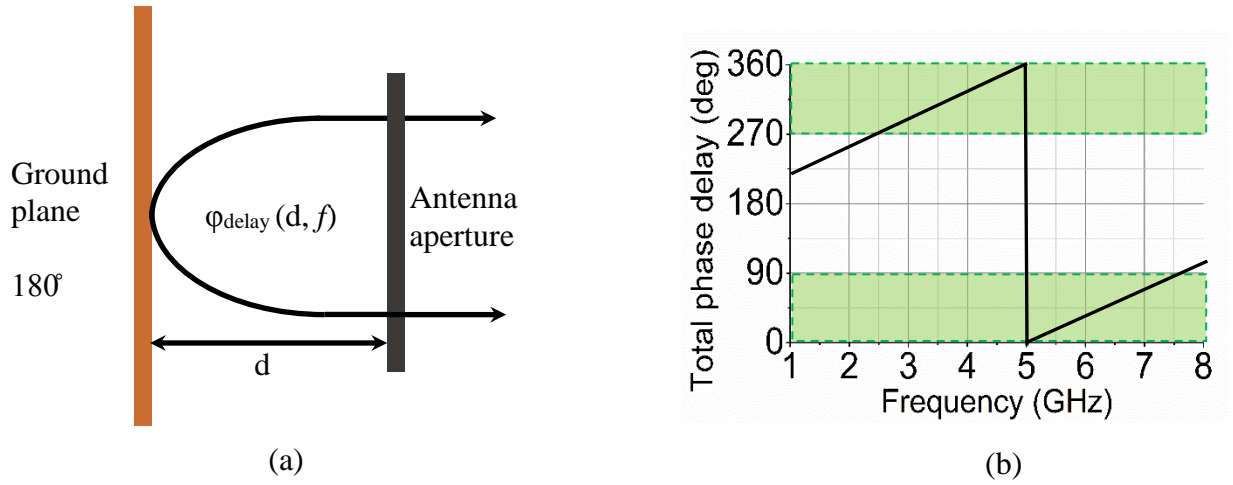 Ground
plane
180°
φdelay (d, f)
Antenna
aperture
d
(a)
Total phase delay (deg)
360
270
180
90
0
1 2 3 4 5 6 7 8
Frequency (GHz)
(b)